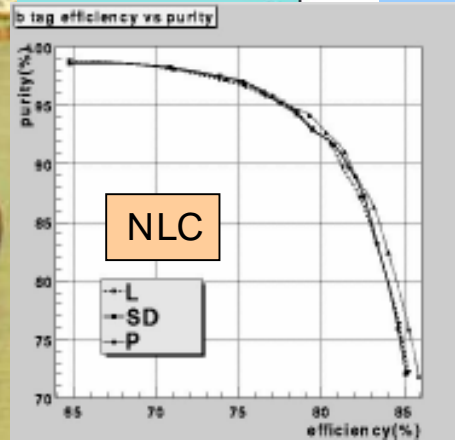 b tag efficiency vs purity
purity(%)
100
95
90
85
80
75
70
NLC
L
SD
P
65
70
75
80
85
efficiency(%)